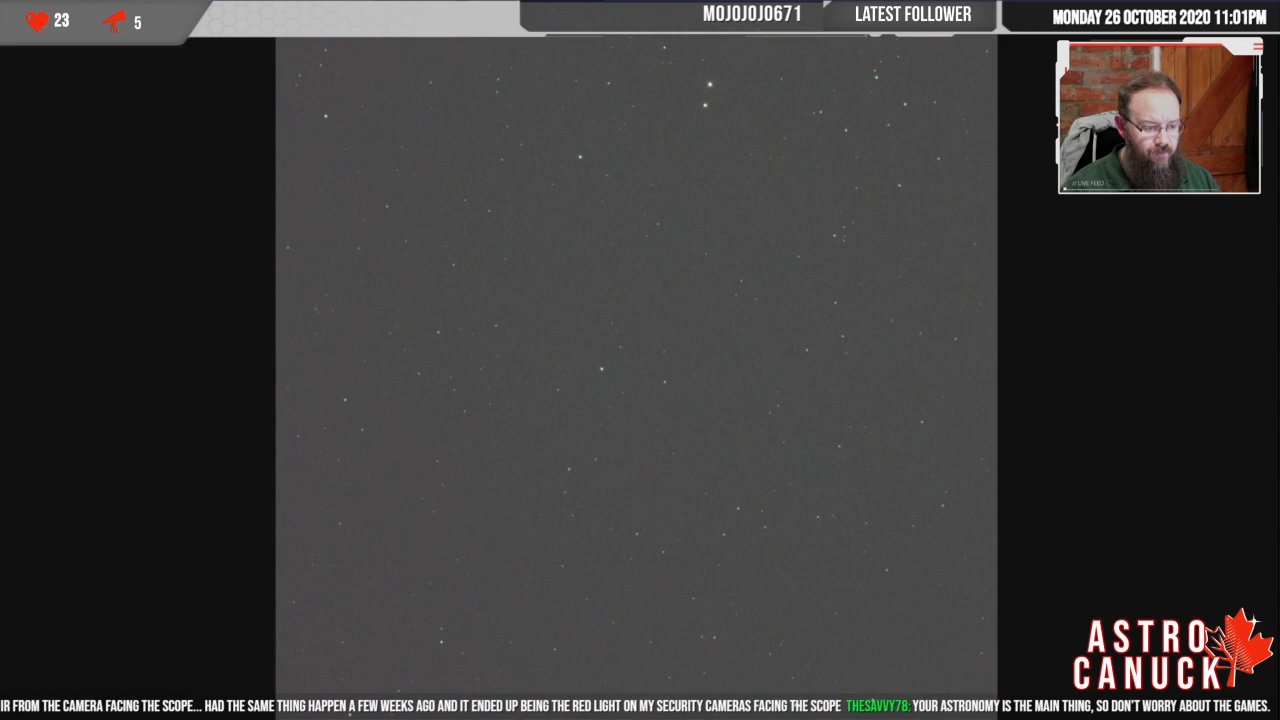 23
5
MOJOJOJO671
LATEST FOLLOWER
MONDAY 26 OCTOBER 2020 11:01PM
// LIVE FEED
ASTRO
CANUCK
IR FROM THE CAMERA FACING THE SCOPE... HAD THE SAME THING HAPPEN A FEW WEEKS AGO AND IT ENDED UP BEING THE RED LIGHT ON MY SECURITY CAMERAS FACING THE SCOPE THESAVVY78: YOUR ASTRONOMY IS THE MAIN THING, SO DON'T WORRY ABOUT THE GAMES.